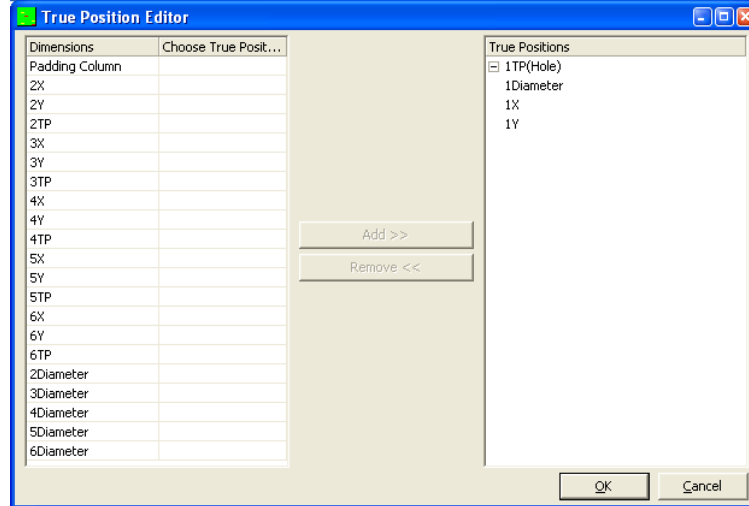 True Position Editor
Dimensions
Choose True Posit...
Padding Column
2X
2Y
2TP
3X
3Y
3TP
4X
4Y
4TP
5X
5Y
5TP
6X
6Y
6TP
2Diameter
3Diameter
4Diameter
5Diameter
6Diameter
Add >>
Remove <<
True Positions
1TP(Hole)
1Diameter
1X
1Y
OK
Cancel